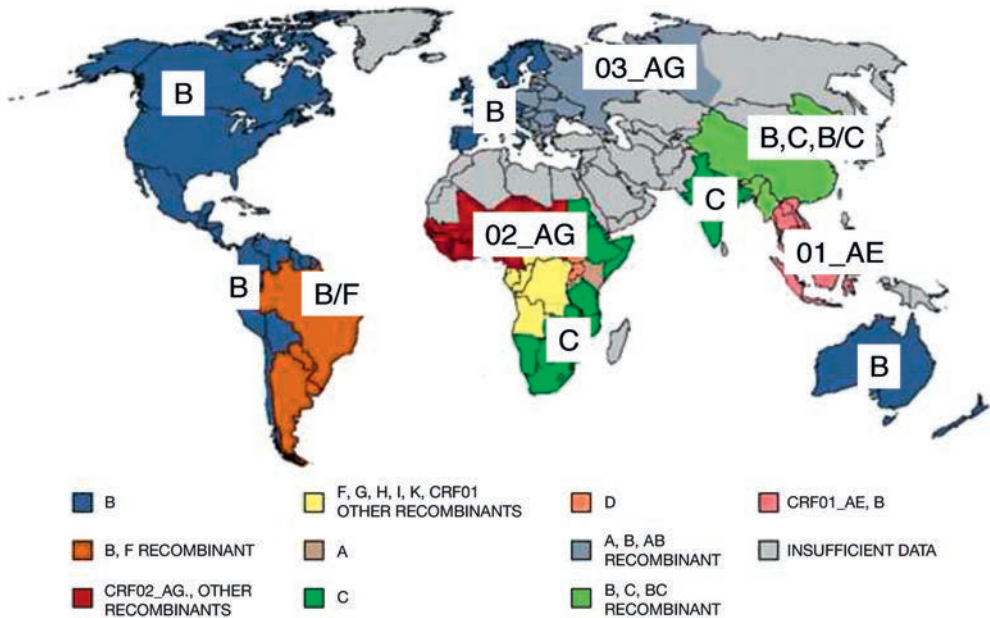 B
03_AG
B
B,C,B/C
C
02_AG
01_AE
B
B/F
C
B
B
F, G, H, I, K, CRF01
OTHER RECOMBINANTS
D
CRF01_AE, B
B, F RECOMBINANT
A
A, B, AB
RECOMBINANT
INSUFFICIENT DATA
CRF02_AG., OTHER
RECOMBINANTS
C
B, C, BC
RECOMBINANT